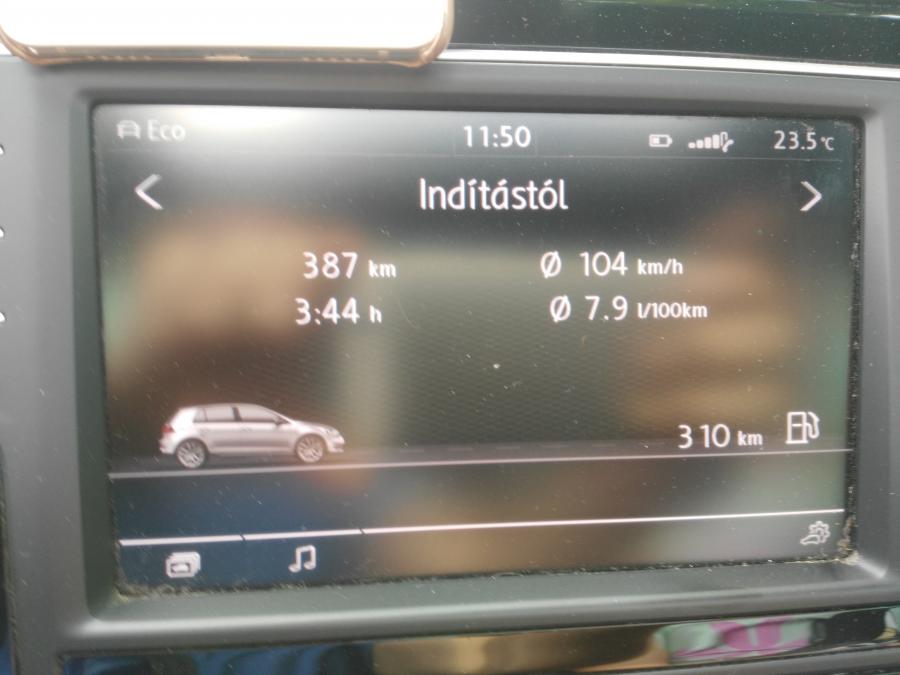 Eco 11:50 23.5°C
Indítástól
387 km Ø 104 km/h
3:44 h Ø 7.9 l/100km
310 km